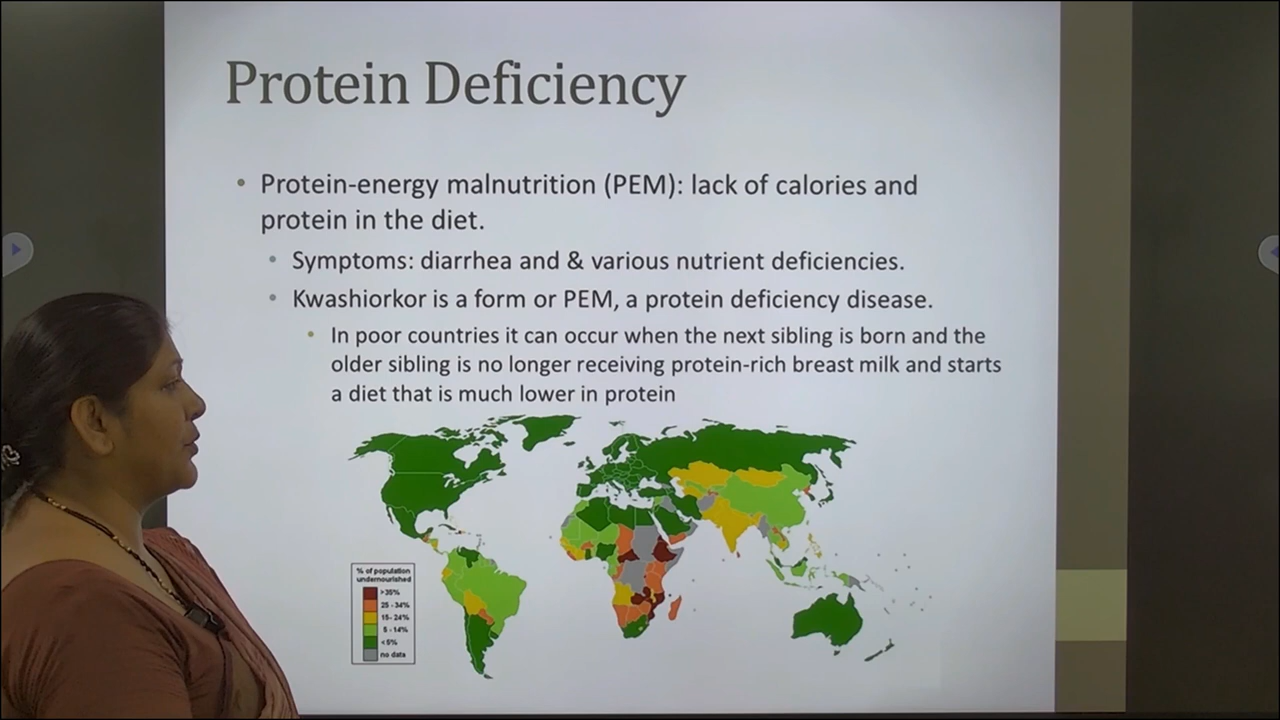 Protein Deficiency
• Protein-energy malnutrition (PEM): lack of calories and
protein in the diet.
• Symptoms: diarrhea and & various nutrient deficiencies.
• Kwashiorkor is a form or PEM, a protein deficiency disease.
• In poor countries it can occur when the next sibling is born and the
older sibling is no longer receiving protein-rich breast milk and starts
a diet that is much lower in protein
% of population
undernourished
>35%
25 - 34%
15- 24%
5 - 14%
<5%
no data